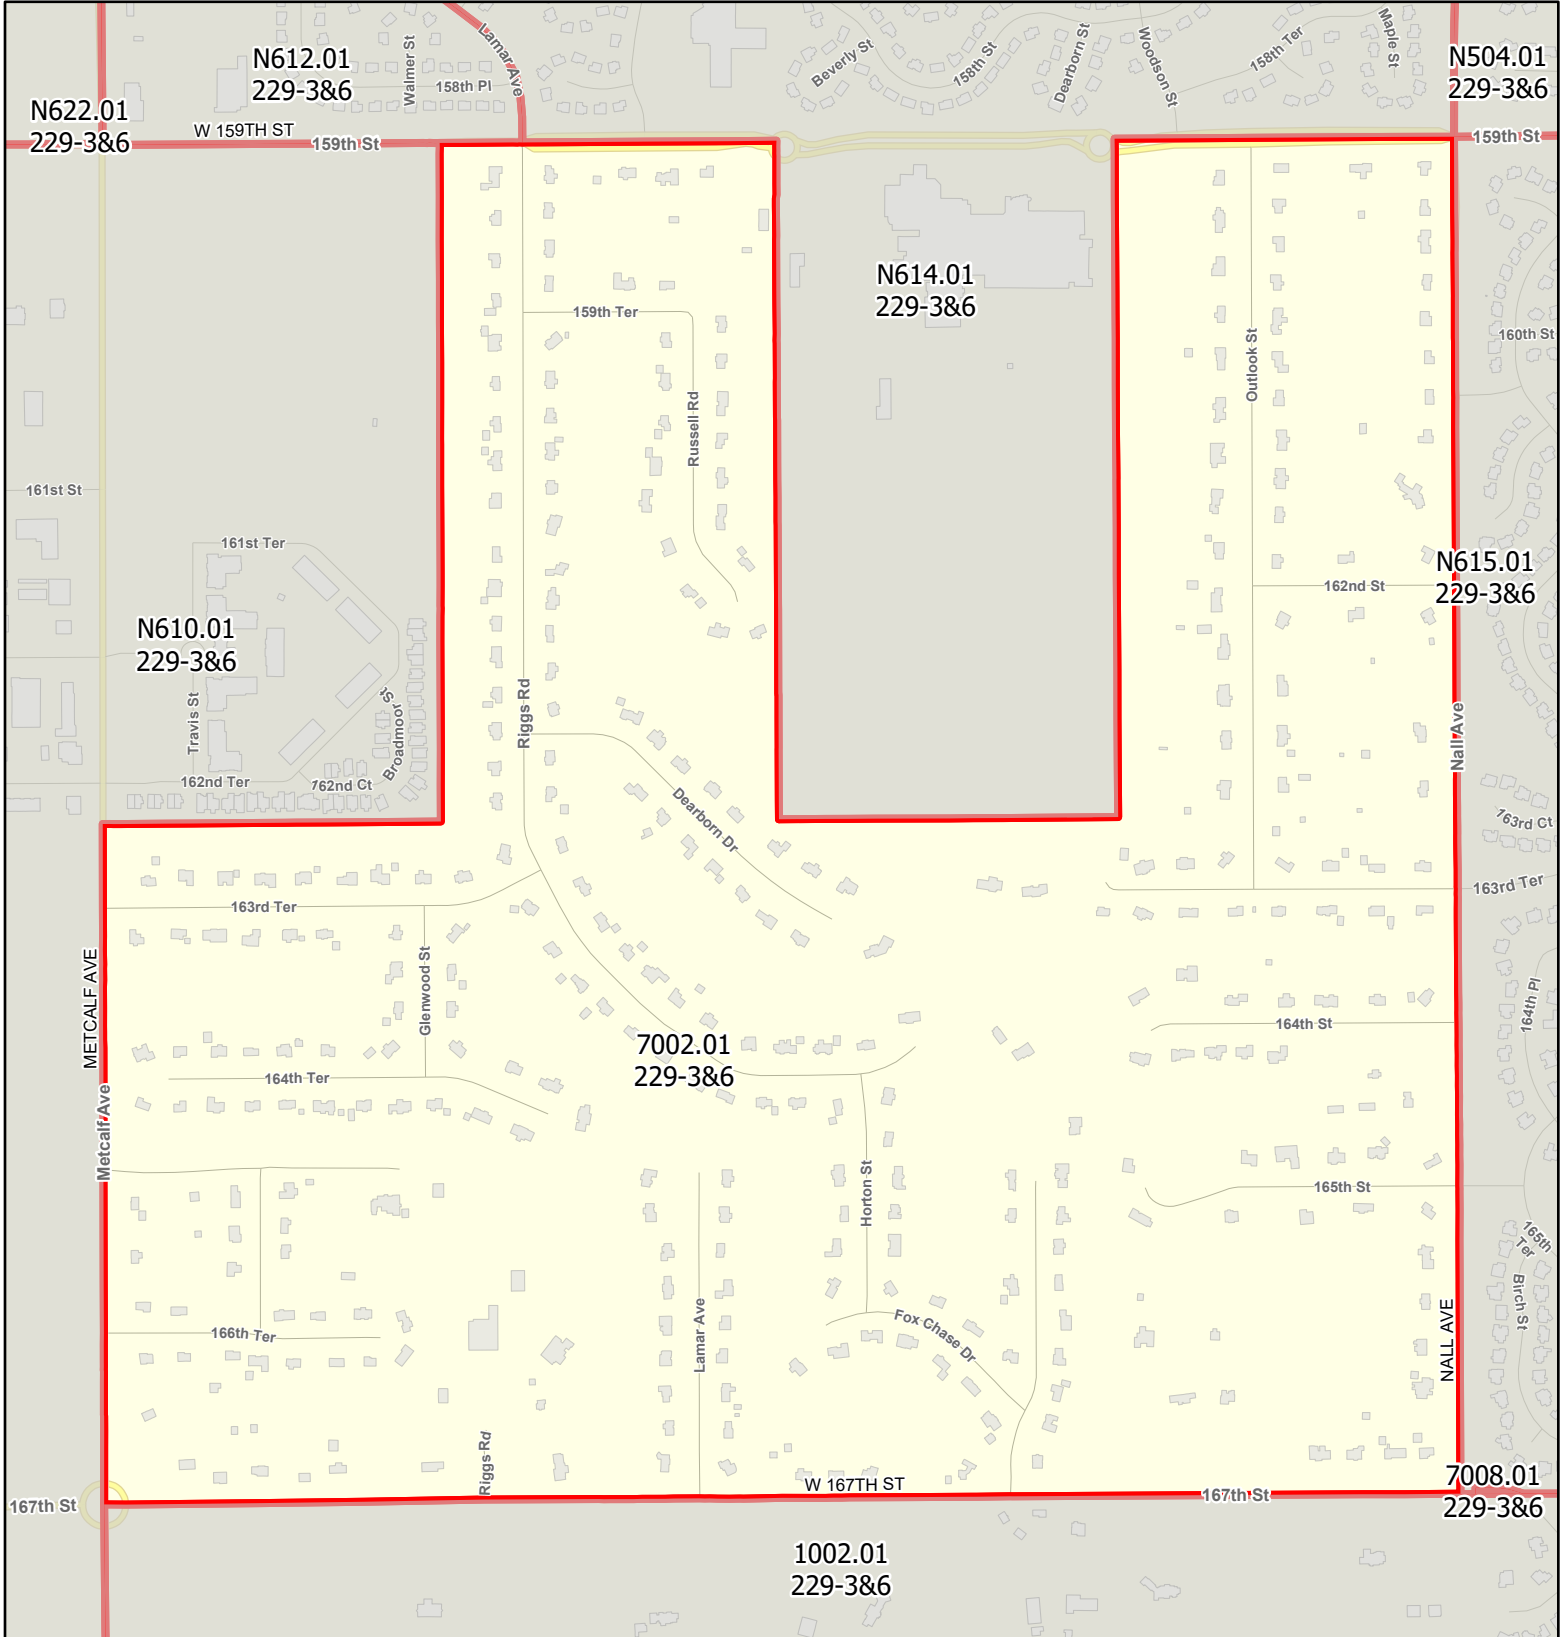 Lamar Ave
Walmer St
158th Pl
Beverly St
158th St
Dearborn St
Woodson St
158th Ter
Maple St
N612.01
229-3&6
N504.01
229-3&6
N622.01
229-3&6
W 159TH ST
159th St
159th St
N614.01
229-3&6
159th Ter
Russell Rd
Outlook St
160th St
161st St
161st Ter
N610.01
229-3&6
N615.01
229-3&6
162nd St
Travis St
Broadmoor St
162nd Ter
162nd Ct
Riggs Rd
Nall Ave
Dearborn Dr
163rd Ct
163rd Ter
163rd Ter
Glenwood St
METCALF AVE
Metcalf Ave
164th Pl
164th St
7002.01
229-3&6
164th Ter
Horton St
165th St
165th Ter
Birch St
166th Ter
Lamar Ave
Fox Chase Dr
NALL AVE
Riggs Rd
W 167TH ST
167th St
167th St
7008.01
229-3&6
1002.01
229-3&6